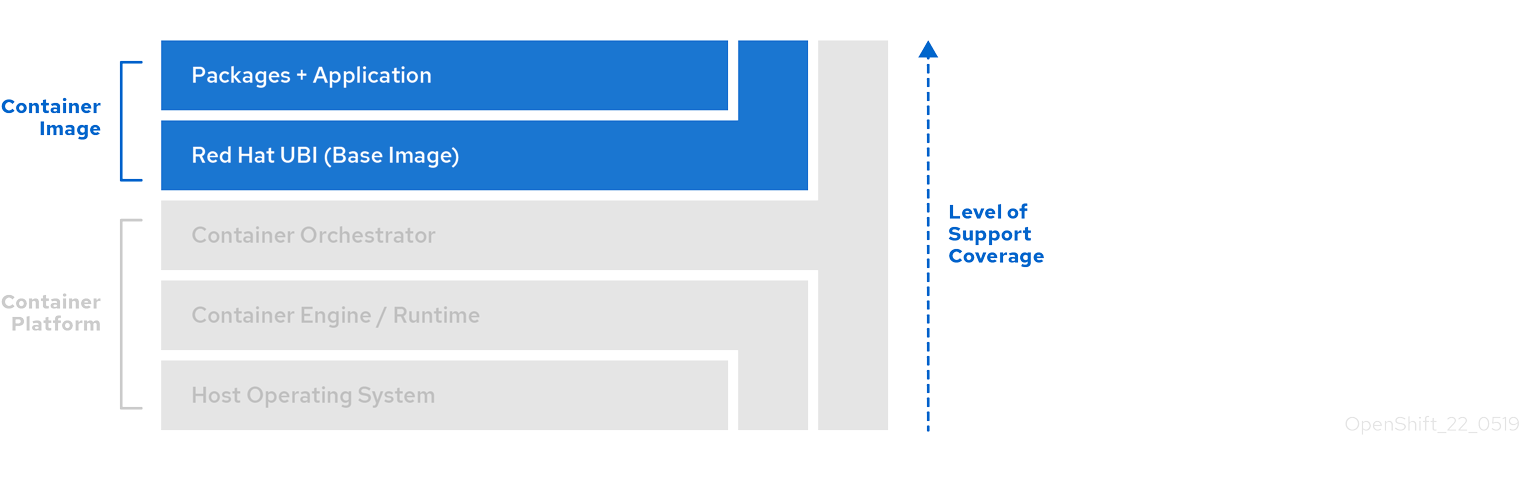 Packages + Application
Container
Image
Red Hat UBI (Base Image)
Container Orchestrator
Level of
Support
Coverage
Container
Platform
Container Engine / Runtime
Host Operating System
OpenShift_22_0519